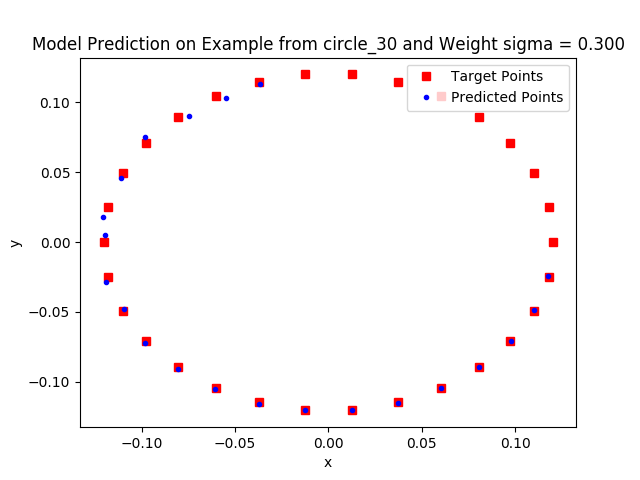 Model Prediction on Example from circle_30 and Weight sigma = 0.300
Target Points
Predicted Points
0.10
0.05
0.00
−0.05
−0.10
y
−0.10
−0.05
0.00
0.05
0.10
x